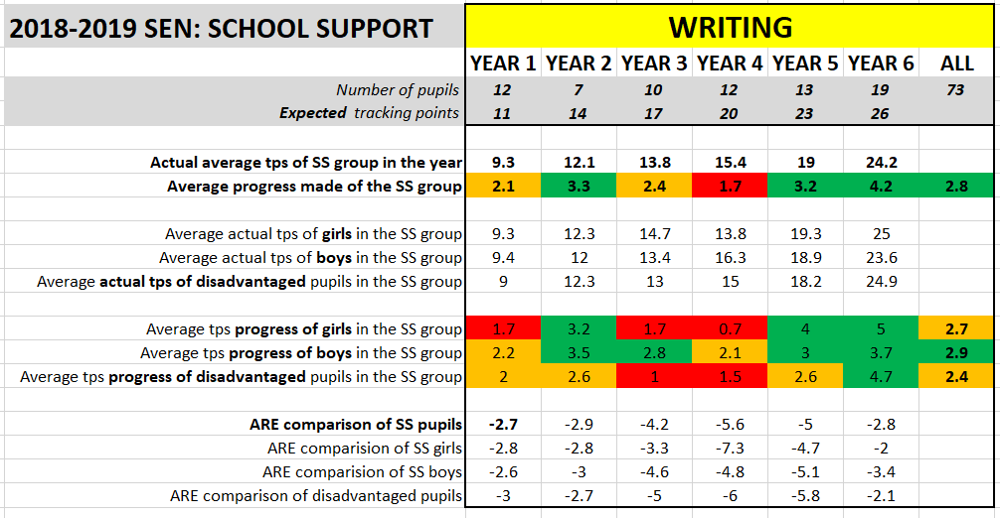 2018-2019 SEN: SCHOOL SUPPORT WRITING
YEAR 1 YEAR 2 YEAR 3 YEAR 4 YEAR 5 YEAR 6 ALL
Number of pupils 12 7 10 12 13 19 73
Expected tracking points 11 14 17 20 23 26
Actual average tps of SS group in the year 9.3 12.1 13.8 15.4 19 24.2
Average progress made of the SS group 2.1 3.3 2.4 1.7 3.2 4.2 2.8
Average actual tps of girls in the SS group 9.3 12.3 14.7 13.8 19.3 25
Average actual tps of boys in the SS group 9.4 12 13.4 16.3 18.9 23.6
Average actual tps of disadvantaged pupils in the SS group 9 12.3 13 15 18.2 24.9
Average tps progress of girls in the SS group 1.7 3.2 1.7 0.7 4 5 2.7
Average tps progress of boys in the SS group 2.2 3.5 2.8 2.1 3 3.7 2.9
Average tps progress of disadvantaged pupils in the SS group 2 2.6 1 1.5 2.6 4.7 2.4
ARE comparison of SS pupils -2.7 -2.9 -4.2 -5.6 -5 -2.8
ARE comparision of SS girls -2.8 -2.8 -3.3 -7.3 -4.7 -2
ARE comparision of SS boys -2.6 -3 -4.6 -4.8 -5.1 -3.4
ARE comparison of disadvantaged pupils -3 -2.7 -5 -6 -5.8 -2.1